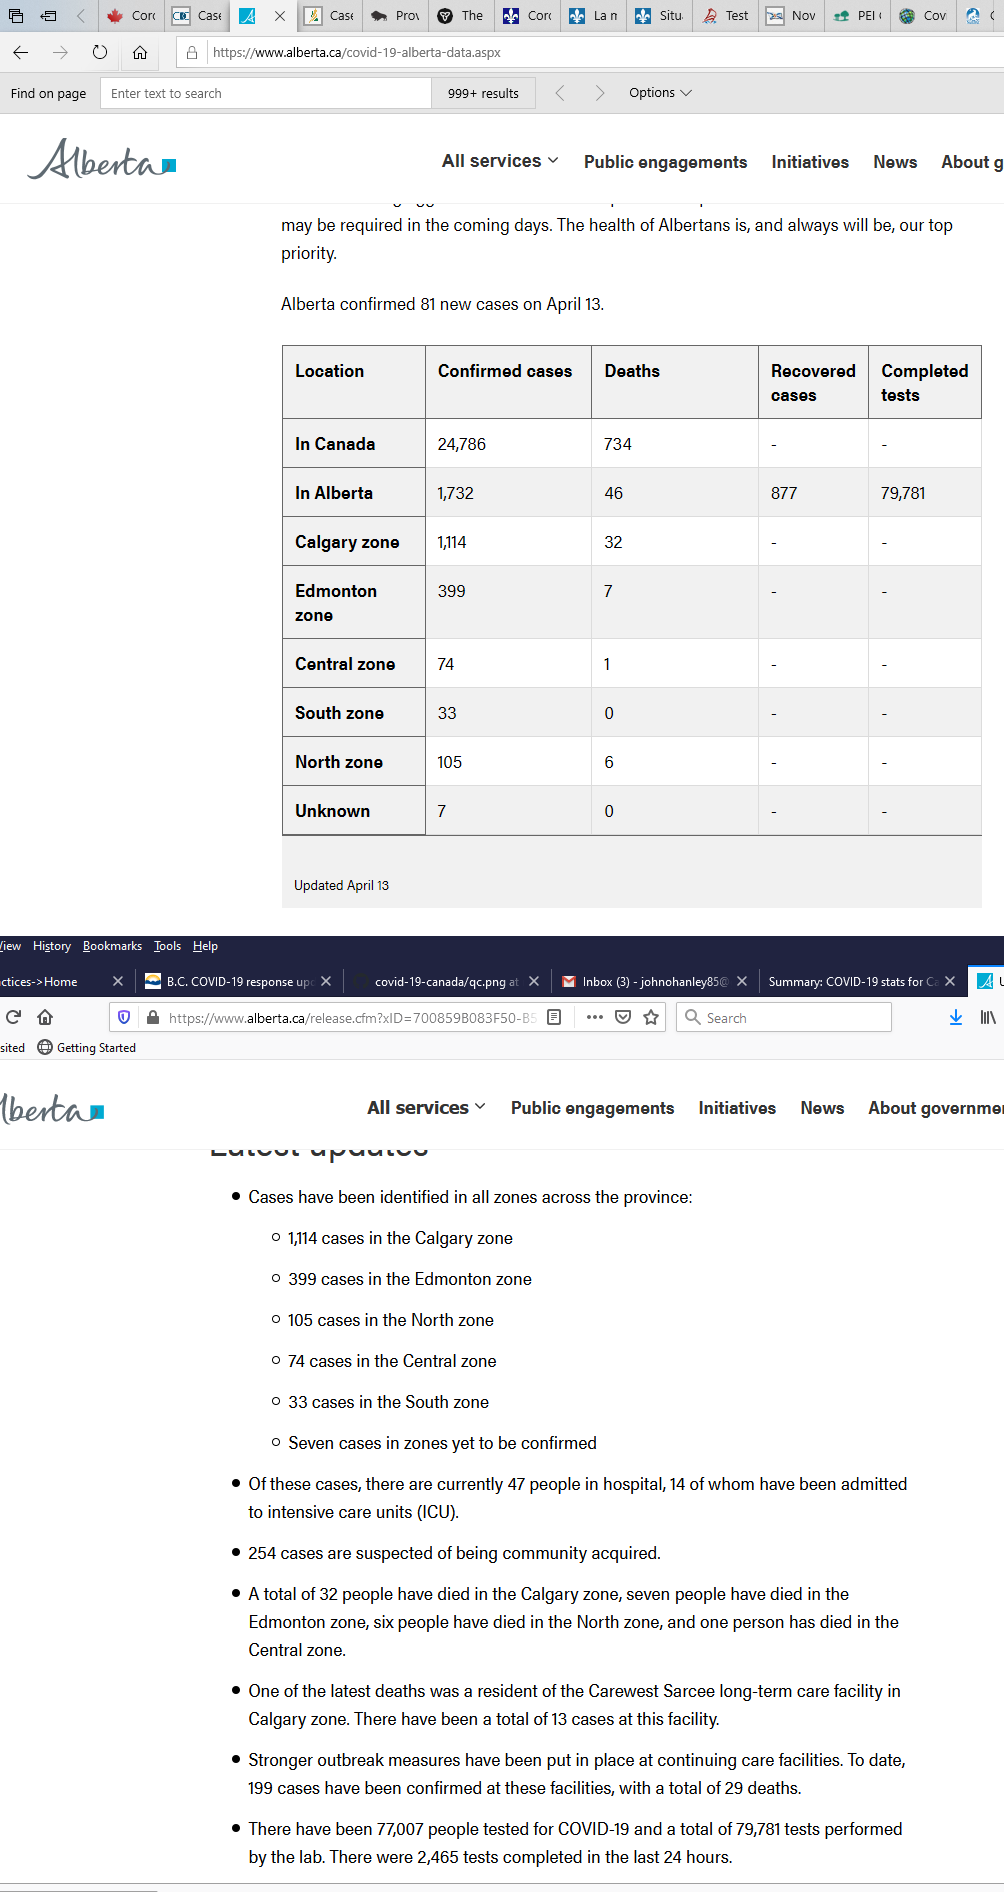 Corc
Case
Case
Prov
The
Corc
La n
Situ
Test
Nov
PEI (
Cov
https://www.alberta.ca/covid-19-alberta-data.aspx
Find on page Enter text to search 999+ results Options
Alberta All services Public engagements Initiatives News About g
may be required in the coming days. The health of Albertans is, and always will be, our top
priority.
Alberta confirmed 81 new cases on April 13.
Location Confirmed cases Deaths Recovered cases Completed tests
In Canada 24,786 734 - -
In Alberta 1,732 46 877 79,781
Calgary zone 1,114 32 - -
Edmonton zone 399 7 - -
Central zone 74 1 - -
South zone 33 0 - -
North zone 105 6 - -
Unknown 7 0 - -
Updated April 13
View History Bookmarks Tools Help
ctices->Home B.C. COVID-19 response upc covid-19-canada/qc.png at Inbox (3) - johnohanley85@ Summary: COVID-19 stats for Ca U
https://www.alberta.ca/release.cfm?xID=700859B083F50-B5 Search
sited Getting Started
lberta All services Public engagements Initiatives News About governmen
Latest updates
• Cases have been identified in all zones across the province:
○ 1,114 cases in the Calgary zone
○ 399 cases in the Edmonton zone
○ 105 cases in the North zone
○ 74 cases in the Central zone
○ 33 cases in the South zone
○ Seven cases in zones yet to be confirmed
• Of these cases, there are currently 47 people in hospital, 14 of whom have been admitted
to intensive care units (ICU).
• 254 cases are suspected of being community acquired.
• A total of 32 people have died in the Calgary zone, seven people have died in the
Edmonton zone, six people have died in the North zone, and one person has died in the
Central zone.
• One of the latest deaths was a resident of the Carewest Sarcee long-term care facility in
Calgary zone. There have been a total of 13 cases at this facility.
• Stronger outbreak measures have been put in place at continuing care facilities. To date,
199 cases have been confirmed at these facilities, with a total of 29 deaths.
• There have been 77,007 people tested for COVID-19 and a total of 79,781 tests performed
by the lab. There were 2,465 tests completed in the last 24 hours.